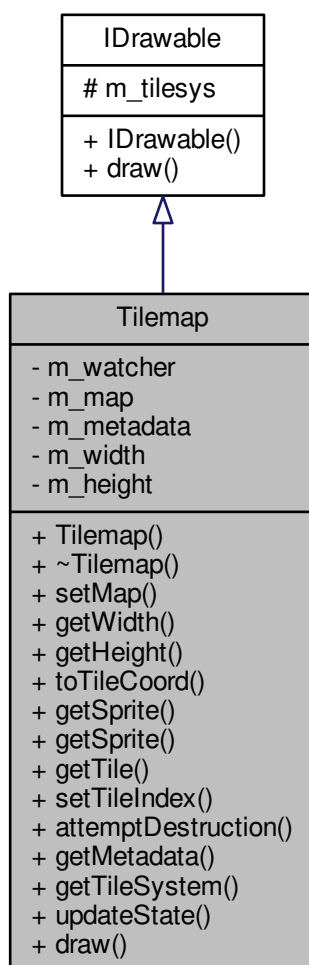 IDrawable
# m_tilesys
+ IDrawable()
+ draw()
Tilemap
- m_watcher
- m_map
- m_metadata
- m_width
- m_height
+ Tilemap()
+ ~Tilemap()
+ setMap()
+ getWidth()
+ getHeight()
+ toTileCoord()
+ getSprite()
+ getSprite()
+ getTile()
+ setTileIndex()
+ attemptDestruction()
+ getMetadata()
+ getTileSystem()
+ updateState()
+ draw()